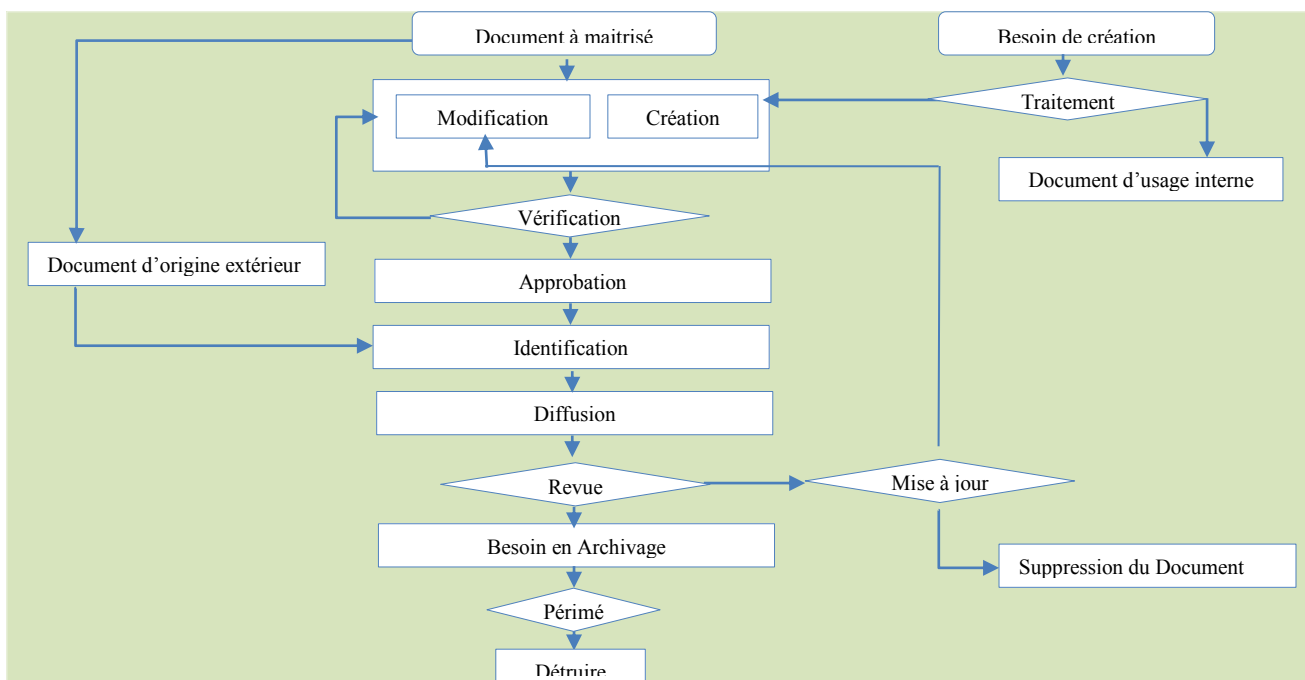 Document à maitrisé
Besoin de création
Modification
Création
Traitement
Document d’usage interne
Vérification
Document d’origine extérieur
Approbation
Identification
Diffusion
Revue
Mise à jour
Besoin en Archivage
Suppression du Document
Périmé
Détruire